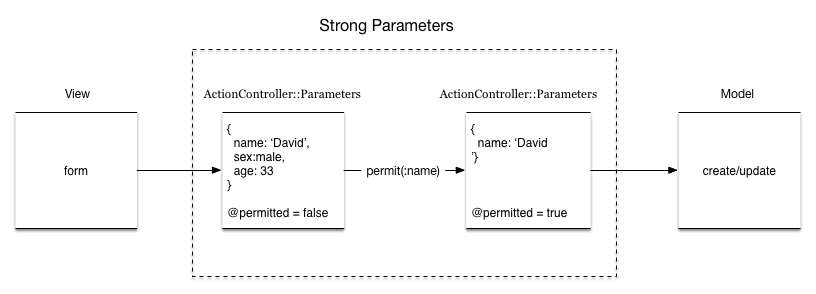 Strong Parameters
View
ActionController::Parameters
ActionController::Parameters
Model
form
{
name: ‘David’,
sex:male,
age: 33
}
@permitted = false
permit(:name)
{
name: ‘David
’}
@permitted = true
create/update